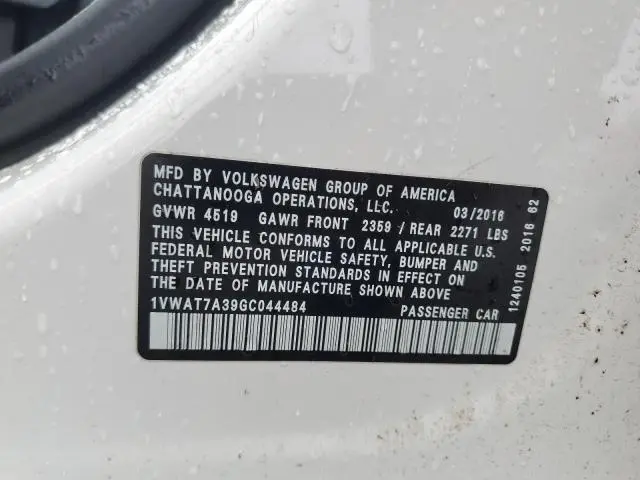 MFD BY VOLKSWAGEN GROUP OF AMERICA
CHATTANOOGA OPERATIONS, LLC. 03/2016
GVWR 4519 GAWR FRONT 2359 / REAR 2271 LBS
THIS VEHICLE CONFORMS TO ALL APPLICABLE U.S.
FEDERAL MOTOR VEHICLE SAFETY, BUMPER AND
THEFT PREVENTION STANDARDS IN EFFECT ON
THE DATE OF MANUFACTURE SHOWN ABOVE
1VWAT7A39GC044484 PASSENGER CAR
1240105 2016 62